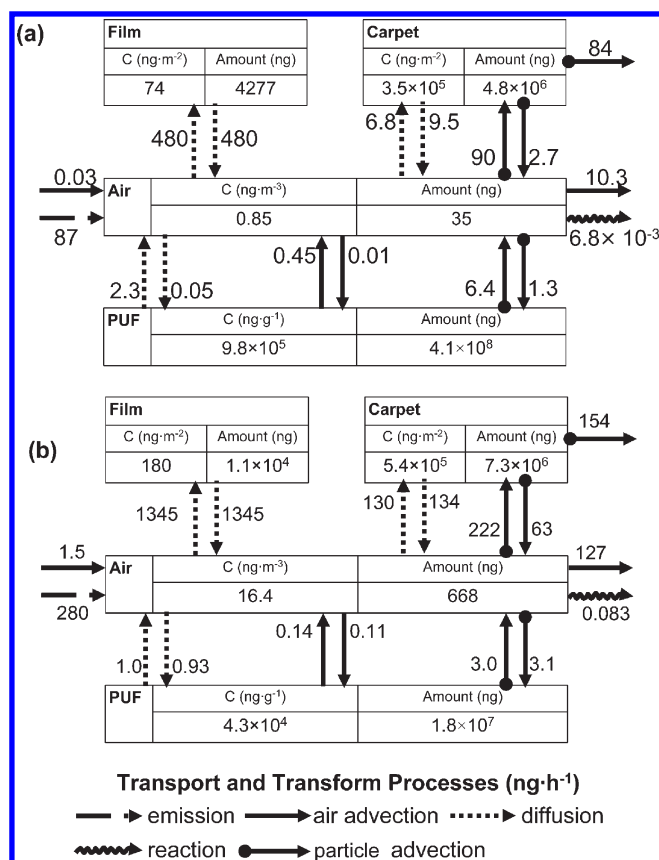 (a)
Film
C (ng·m⁻²) Amount (ng)
74 4277
Carpet
C (ng·m⁻²) Amount (ng)
3.5×10⁵ 4.8×10⁶
84
480 480
6.8 9.5
90 2.7
0.03
87
Air
C (ng·m⁻³) Amount (ng)
0.85 35
10.3
6.8× 10⁻³
2.3 0.05
0.45 0.01
6.4 1.3
PUF
C (ng·g⁻¹) Amount (ng)
9.8×10⁵ 4.1×10⁸
(b)
Film
C (ng·m⁻²) Amount (ng)
180 1.1×10⁴
Carpet
C (ng·m⁻²) Amount (ng)
5.4×10⁵ 7.3×10⁶
154
1345 1345
130 134
222 63
1.5
280
Air
C (ng·m⁻³) Amount (ng)
16.4 668
127
0.083
1.0 0.93
0.14 0.11
3.0 3.1
PUF
C (ng·g⁻¹) Amount (ng)
4.3×10⁴ 1.8×10⁷
Transport and Transform Processes (ng·h⁻¹)
emission air advection diffusion
reaction particle advection